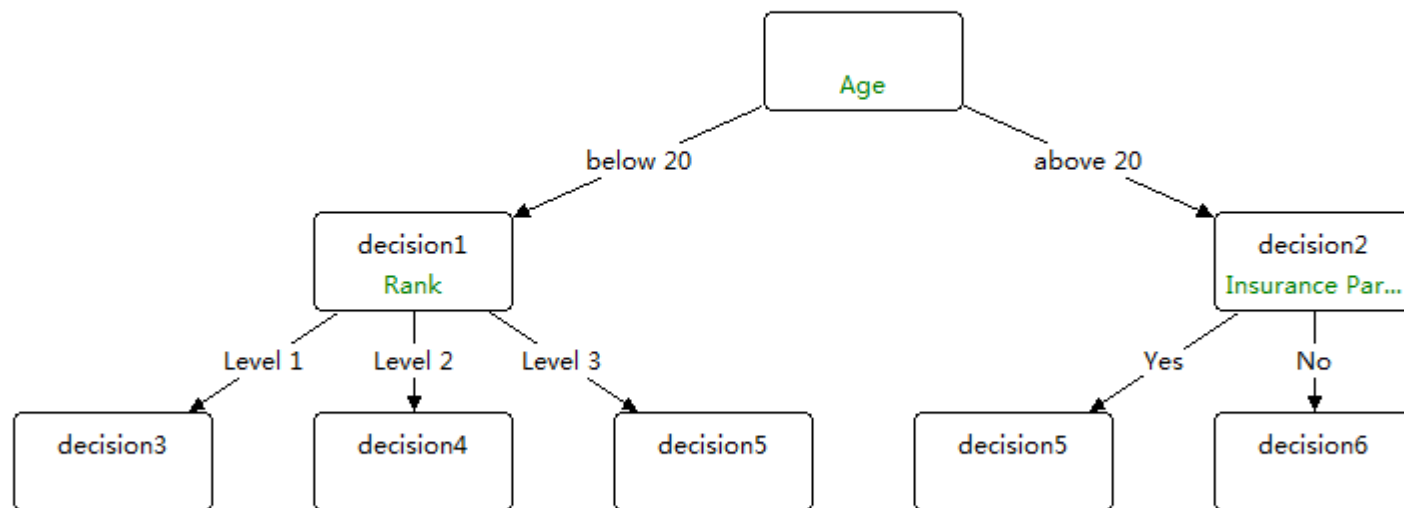 Age
below 20
above 20
decision1
Rank
decision2
Insurance Par...
Level 1
Level 2
Level 3
Yes
No
decision3
decision4
decision5
decision5
decision6